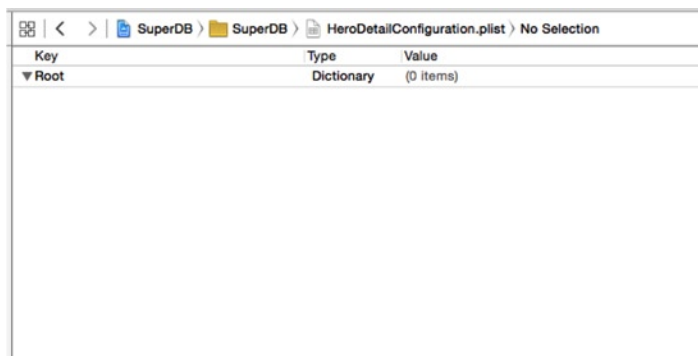 SuperDB SuperDB HeroDetailConfiguration.plist No Selection
Key Type Value
Root Dictionary (0 items)